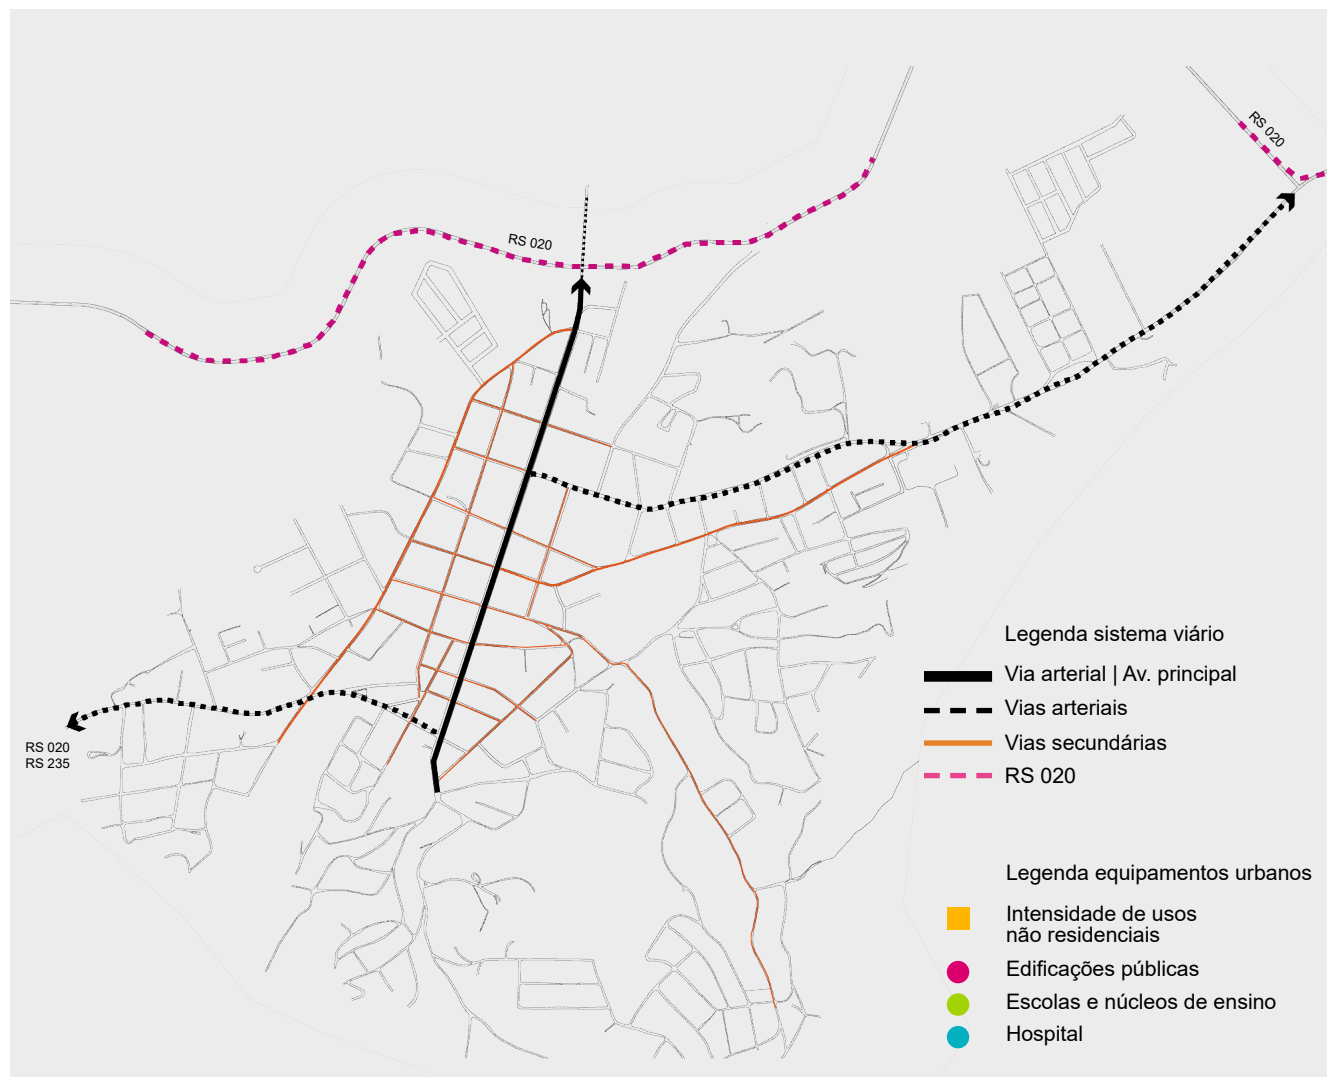 RS 020
RS 020
RS 020
RS 235
Legenda sistema viário
Via arterial | Av. principal
Vias arteriais
Vias secundárias
RS 020
Legenda equipamentos urbanos
Intensidade de usos
não residenciais
Edificações públicas
Escolas e núcleos de ensino
Hospital